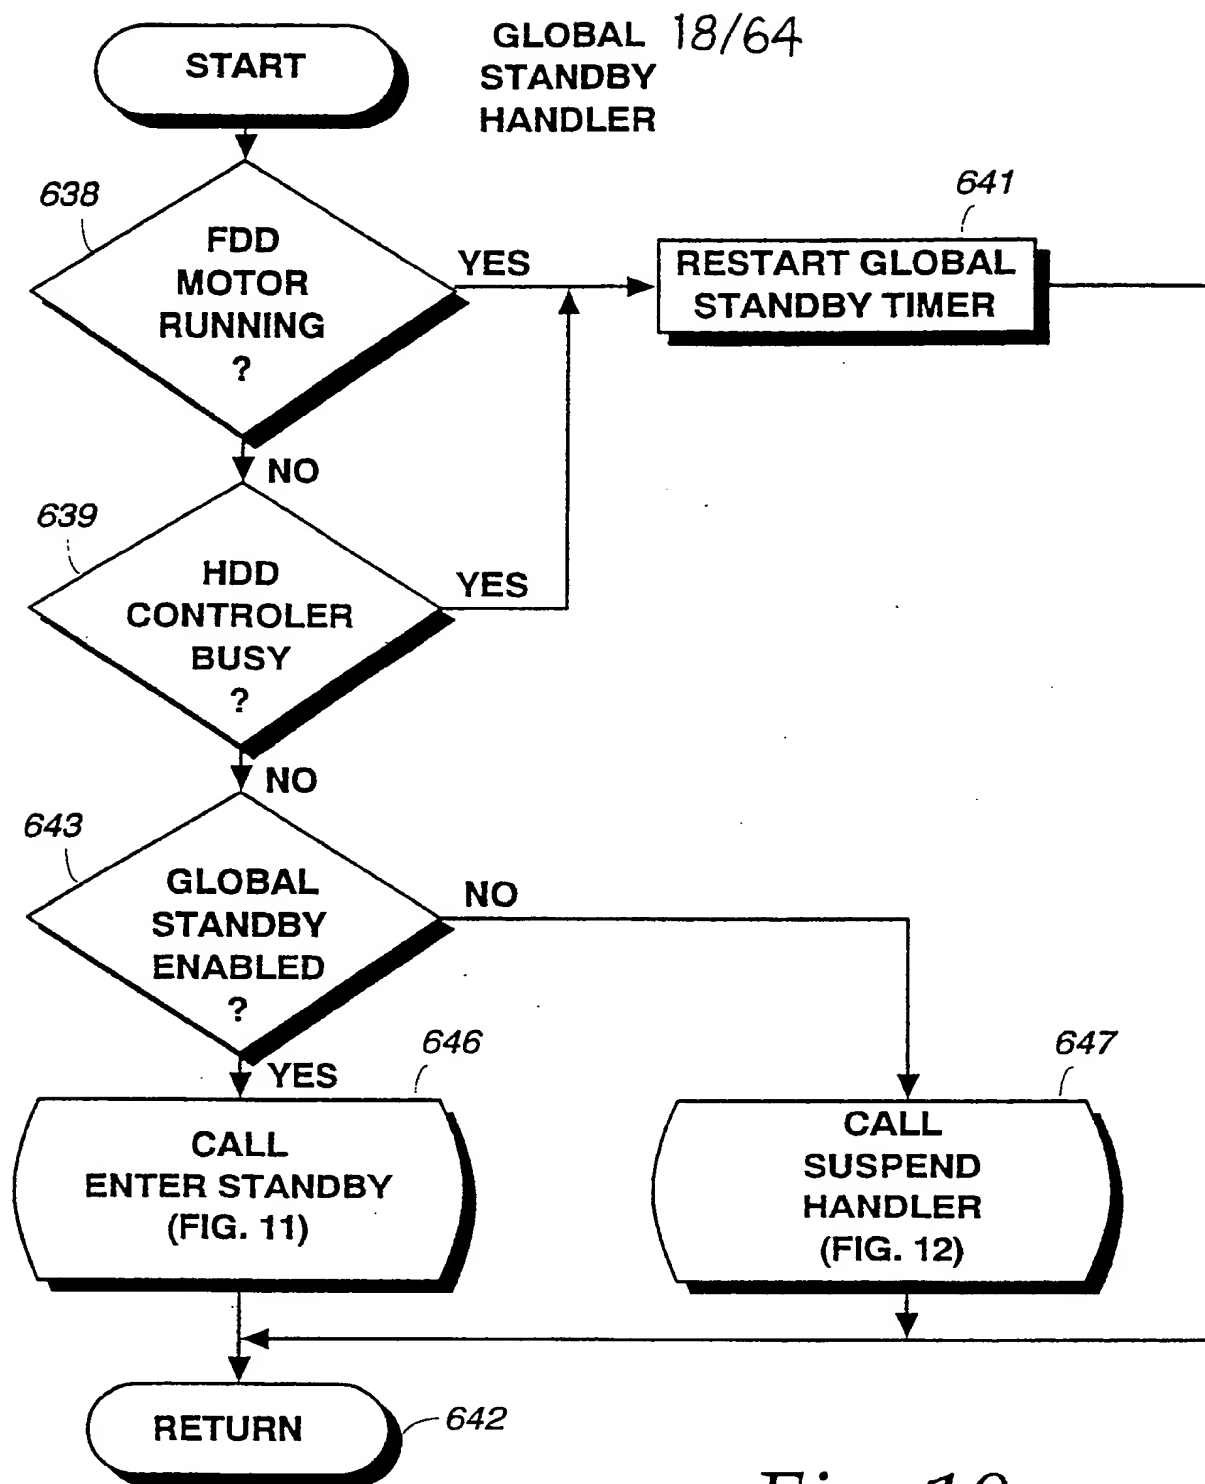 START
GLOBAL 18/64
STANDBY
HANDLER
638
FDD
MOTOR
RUNNING
?
YES
641
RESTART GLOBAL
STANDBY TIMER
NO
639
HDD
CONTROLER
BUSY
?
YES
NO
643
GLOBAL
STANDBY
ENABLED
?
NO
YES
646
CALL
ENTER STANDBY
(FIG. 11)
647
CALL
SUSPEND
HANDLER
(FIG. 12)
RETURN
642